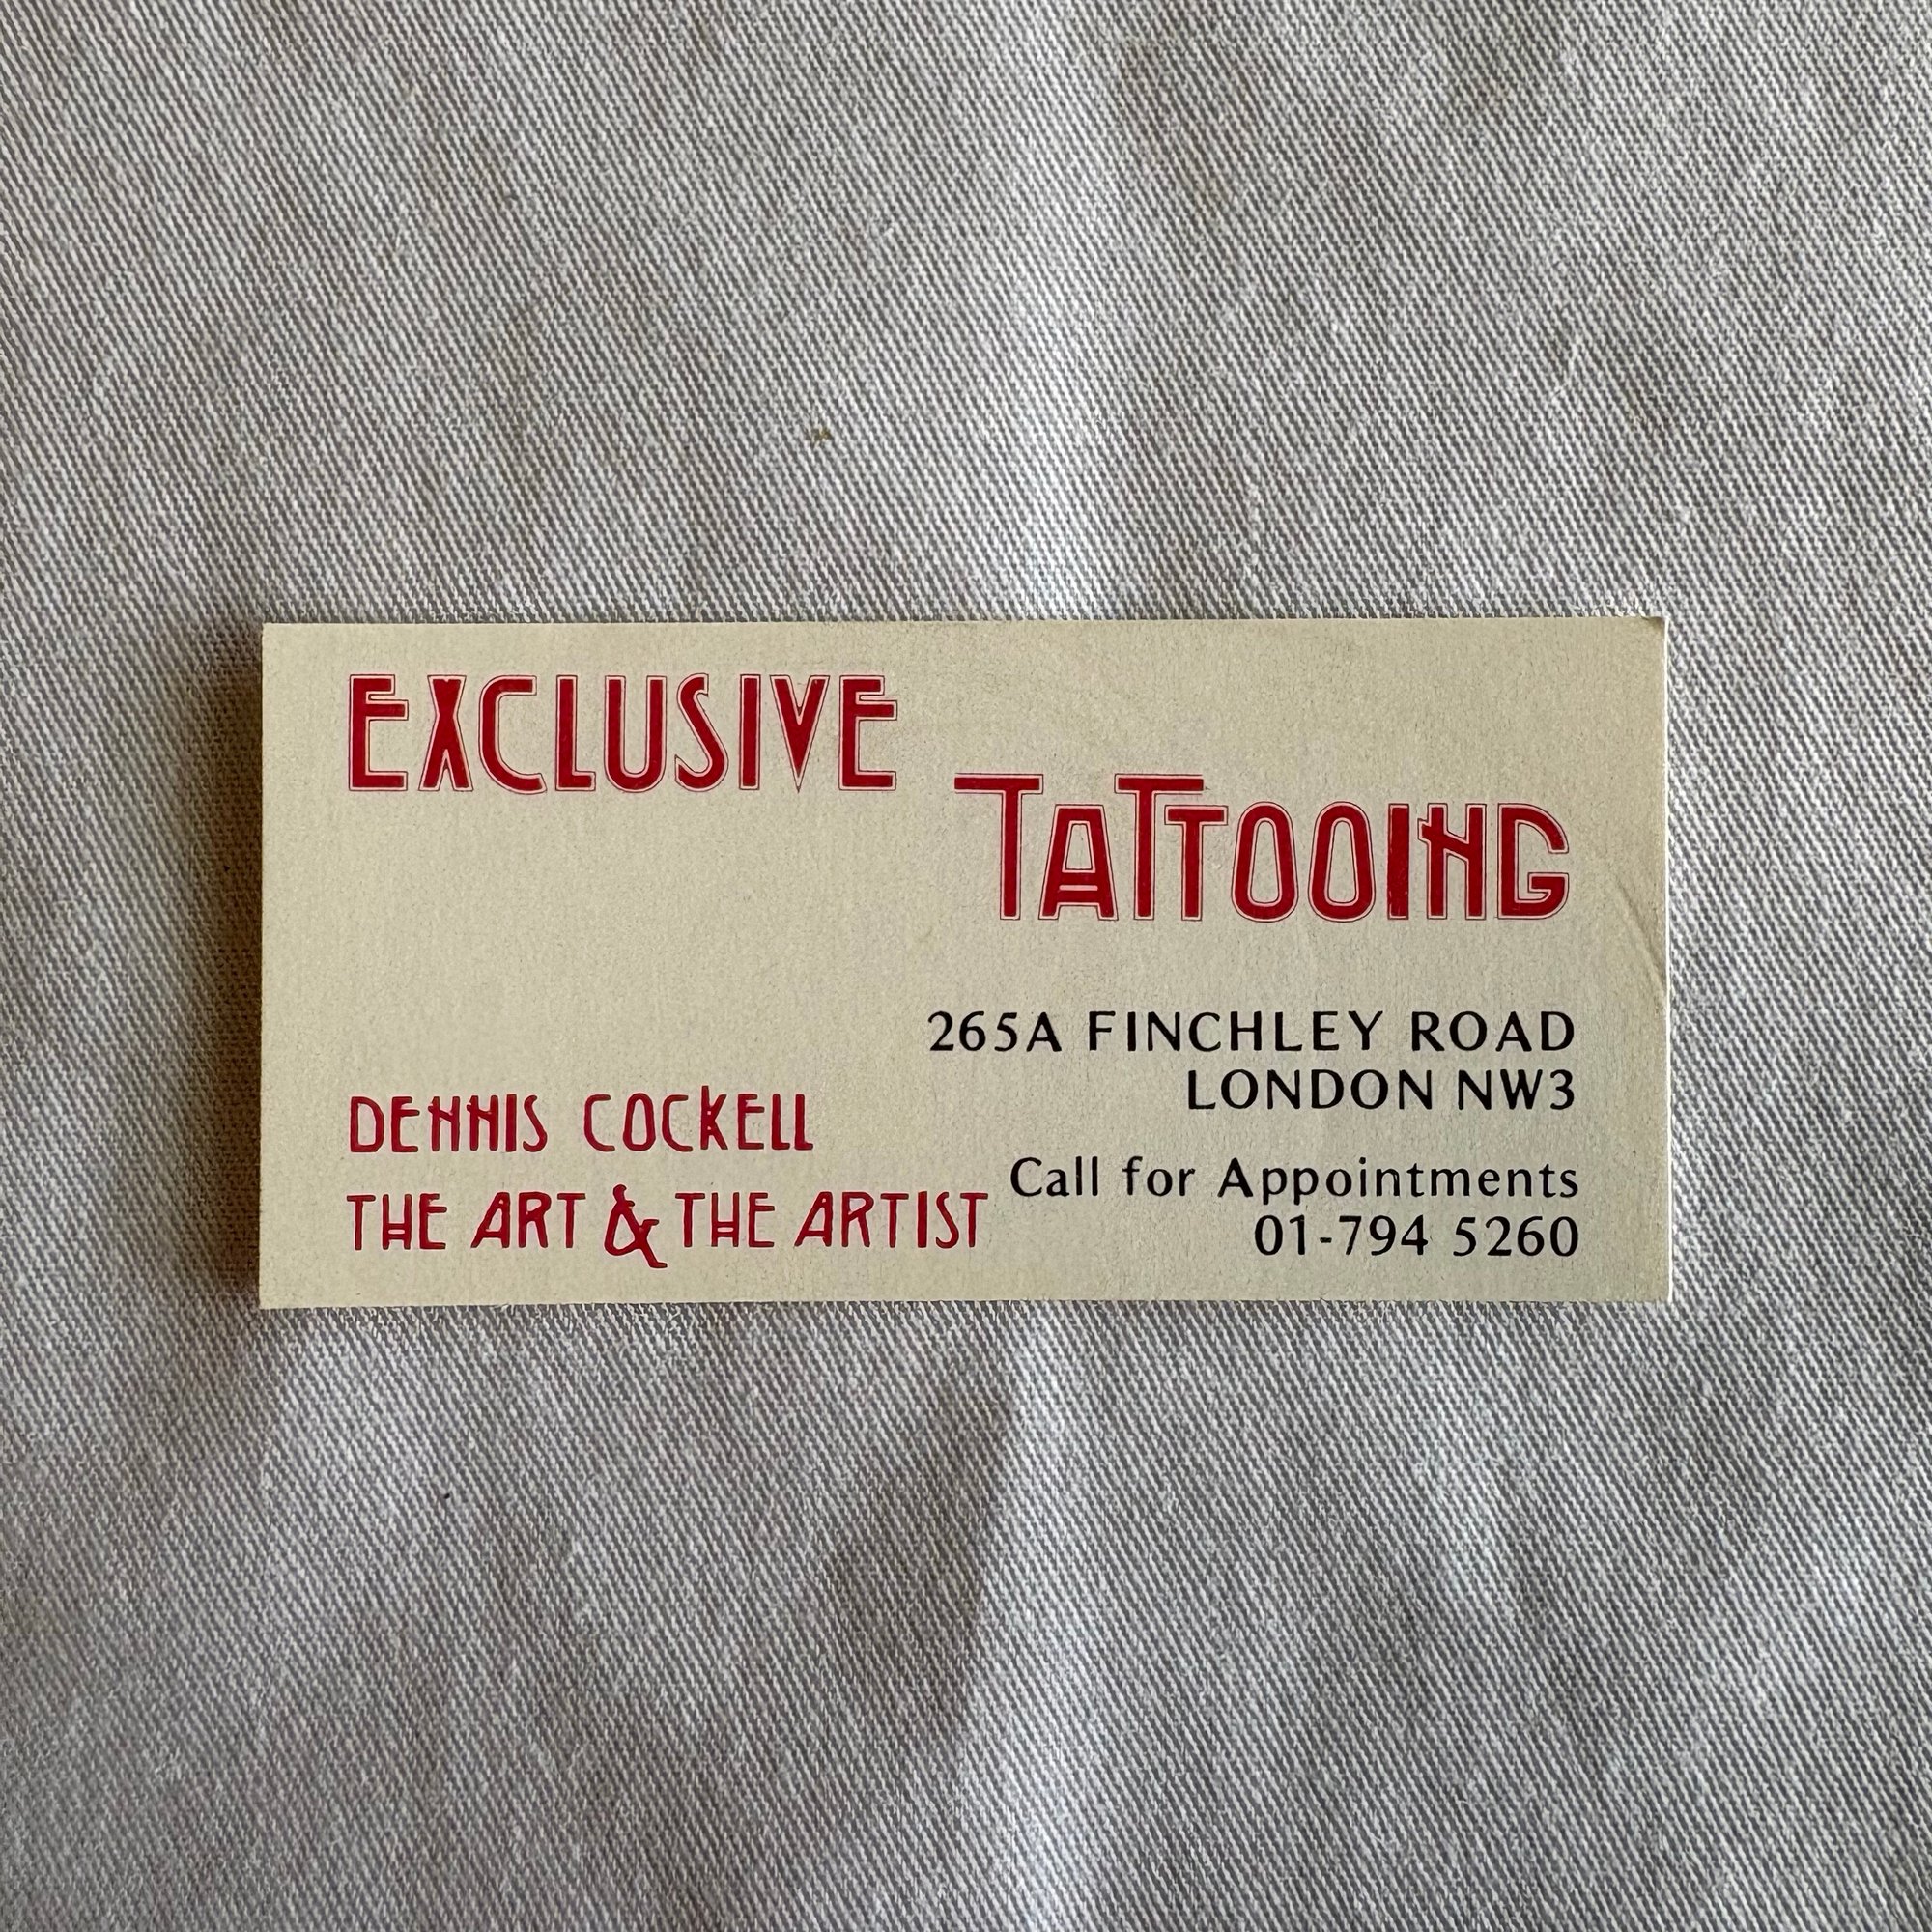 EXCLUSIVE
TATTOOING
265A FINCHLEY ROAD
LONDON NW3
DENNIS COCKELL
THE ART & THE ARTIST
Call for Appointments
01-794 5260